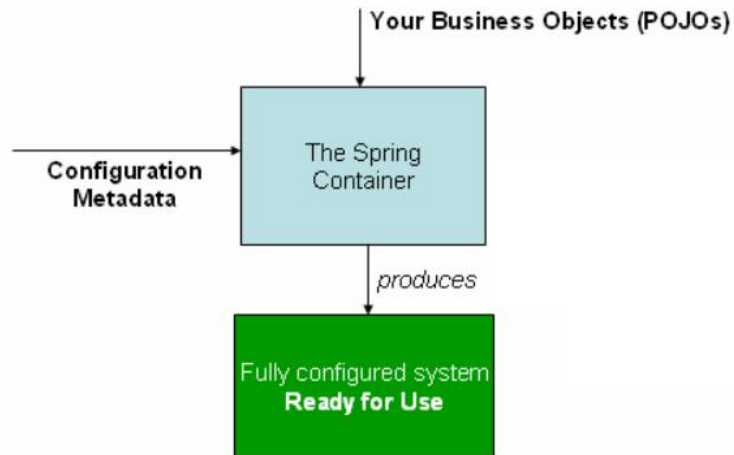 Your Business Objects (POJOs)
Configuration
Metadata
The Spring
Container
produces
Fully configured system
Ready for Use